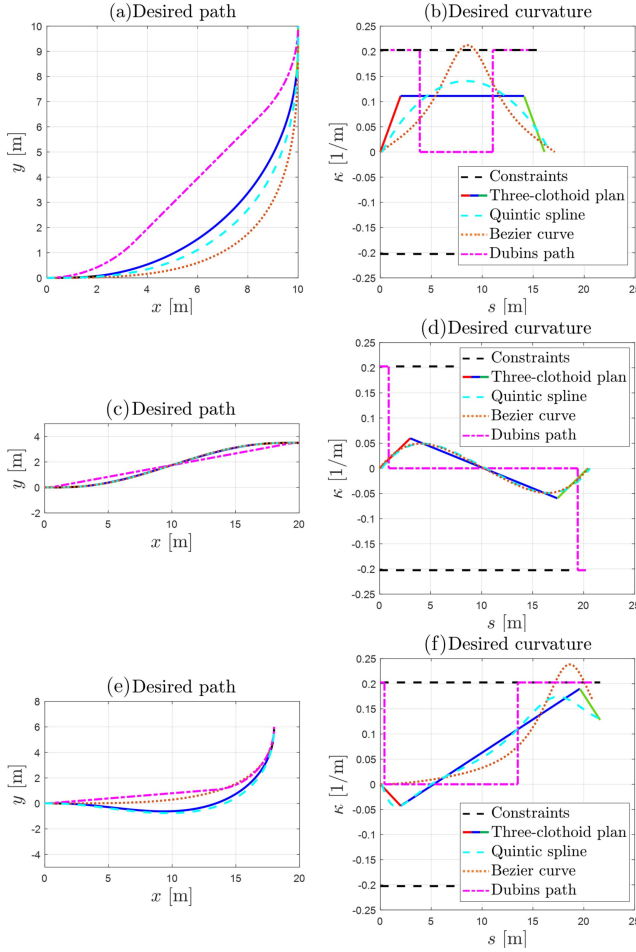 (a)Desired path
10
9
8
7
6
5
4
3
2
1
0
y [m]
0
2
4
6
8
10
x [m]
(b)Desired curvature
0.25
0.2
0.15
0.1
0.05
0
-0.05
-0.1
-0.15
-0.2
-0.25
κ [1/m]
Constraints
Three-clothoid plan
Quintic spline
Bezier curve
Dubins path
0
5
10
15
20
25
s [m]
(c)Desired path
4
2
0
-2
y [m]
0
5
10
15
20
x [m]
(d)Desired curvature
0.25
0.2
0.15
0.1
0.05
0
-0.05
-0.1
-0.15
-0.2
-0.25
κ [1/m]
Constraints
Three-clothoid plan
Quintic spline
Bezier curve
Dubins path
0
5
10
15
20
25
s [m]
(e)Desired path
8
6
4
2
0
-2
-4
y [m]
0
5
10
15
20
x [m]
(f)Desired curvature
0.25
0.2
0.15
0.1
0.05
0
-0.05
-0.1
-0.15
-0.2
-0.25
κ [1/m]
Constraints
Three-clothoid plan
Quintic spline
Bezier curve
Dubins path
0
5
10
15
20
25
s [m]